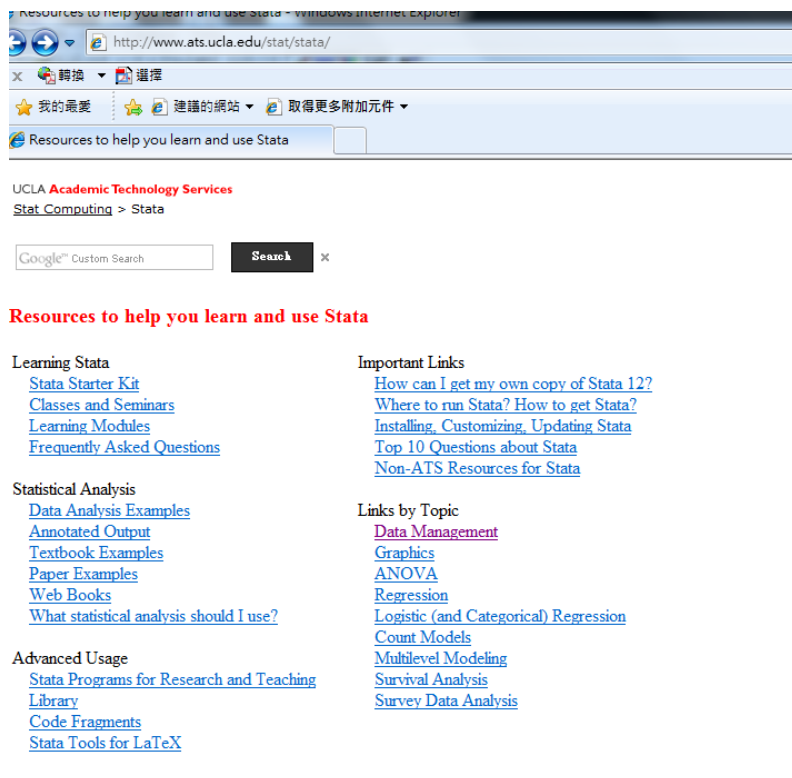 Resources to help you learn and use Stata - Windows Internet Explorer
http://www.ats.ucla.edu/stat/stata/
x 轉換 選擇
我的最愛 建議的網站 取得更多附加元件
Resources to help you learn and use Stata
UCLA Academic Technology Services
Stat Computing > Stata
Google™ Custom Search Search ×
Resources to help you learn and use Stata
Learning Stata
Stata Starter Kit
Classes and Seminars
Learning Modules
Frequently Asked Questions
Statistical Analysis
Data Analysis Examples
Annotated Output
Textbook Examples
Paper Examples
Web Books
What statistical analysis should I use?
Advanced Usage
Stata Programs for Research and Teaching
Library
Code Fragments
Stata Tools for LaTeX
Important Links
How can I get my own copy of Stata 12?
Where to run Stata? How to get Stata?
Installing, Customizing, Updating Stata
Top 10 Questions about Stata
Non-ATS Resources for Stata
Links by Topic
Data Management
Graphics
ANOVA
Regression
Logistic (and Categorical) Regression
Count Models
Multilevel Modeling
Survival Analysis
Survey Data Analysis